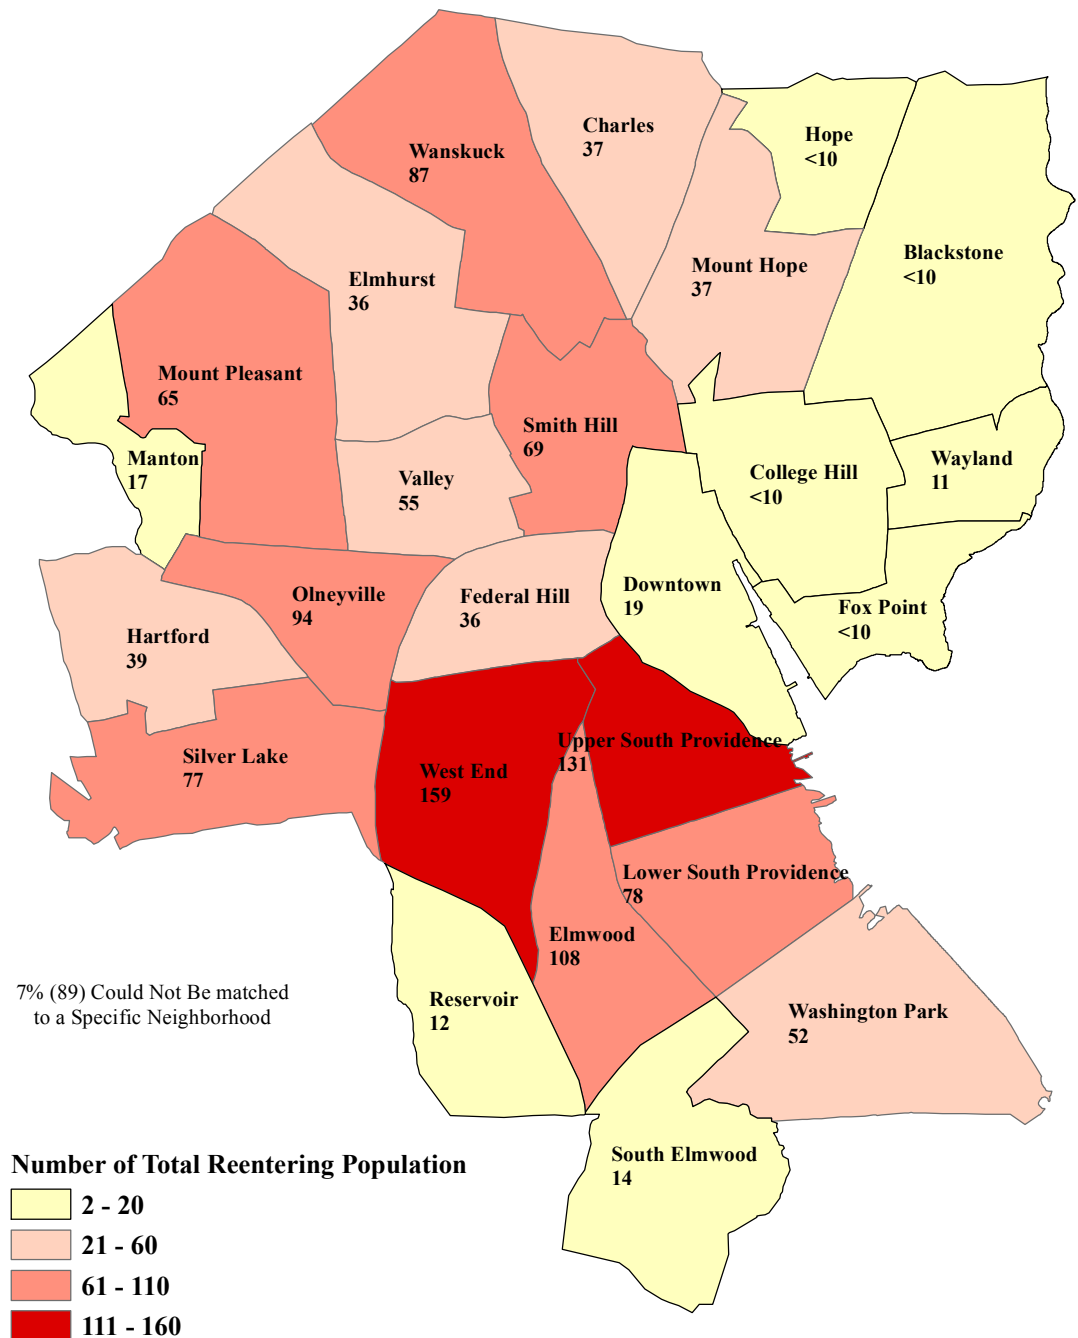 Charles
37
Hope
<10
Wanskuck
87
Blackstone
<10
Mount Hope
37
Elmhurst
36
Mount Pleasant
65
Smith Hill
69
Manton
17
Valley
55
College Hill
<10
Wayland
11
Olneyville
94
Federal Hill
36
Downtown
19
Fox Point
<10
Hartford
39
Silver Lake
77
West End
159
Upper South Providence
131
Lower South Providence
78
Elmwood
108
Reservoir
12
Washington Park
52
South Elmwood
14
7% (89) Could Not Be matched
to a Specific Neighborhood
Number of Total Reentering Population
2 - 20
21 - 60
61 - 110
111 - 160